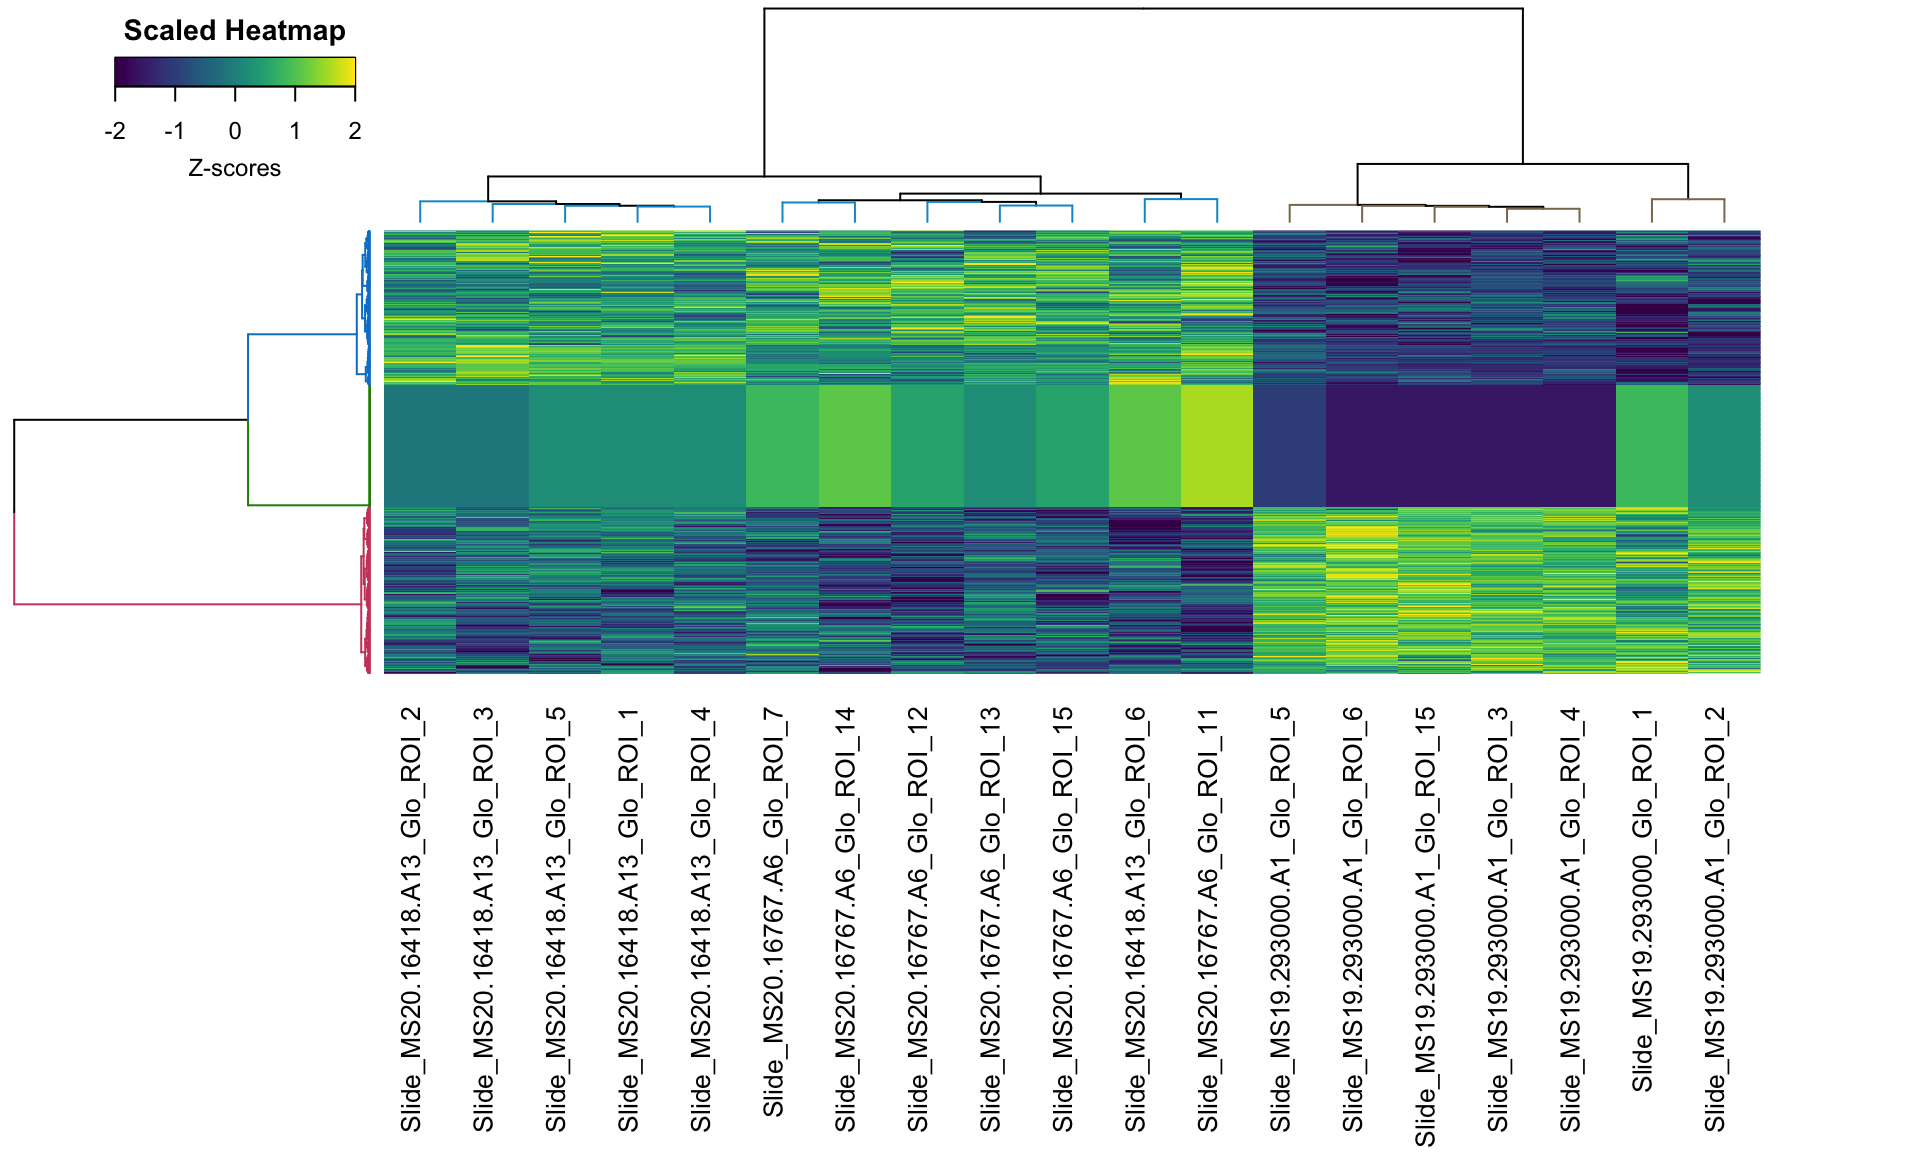 Scaled Heatmap
-2 -1 0 1 2
Z-scores
Slide_MS20.16418.A13_Glo_ROI_2
Slide_MS20.16418.A13_Glo_ROI_3
Slide_MS20.16418.A13_Glo_ROI_5
Slide_MS20.16418.A13_Glo_ROI_1
Slide_MS20.16418.A13_Glo_ROI_4
Slide_MS20.16767.A6_Glo_ROI_7
Slide_MS20.16767.A6_Glo_ROI_14
Slide_MS20.16767.A6_Glo_ROI_12
Slide_MS20.16767.A6_Glo_ROI_13
Slide_MS20.16767.A6_Glo_ROI_15
Slide_MS20.16418.A13_Glo_ROI_6
Slide_MS20.16767.A6_Glo_ROI_11
Slide_MS19.293000.A1_Glo_ROI_5
Slide_MS19.293000.A1_Glo_ROI_6
Slide_MS19.293000.A1_Glo_ROI_15
Slide_MS19.293000.A1_Glo_ROI_3
Slide_MS19.293000.A1_Glo_ROI_4
Slide_MS19.293000_Glo_ROI_1
Slide_MS19.293000.A1_Glo_ROI_2